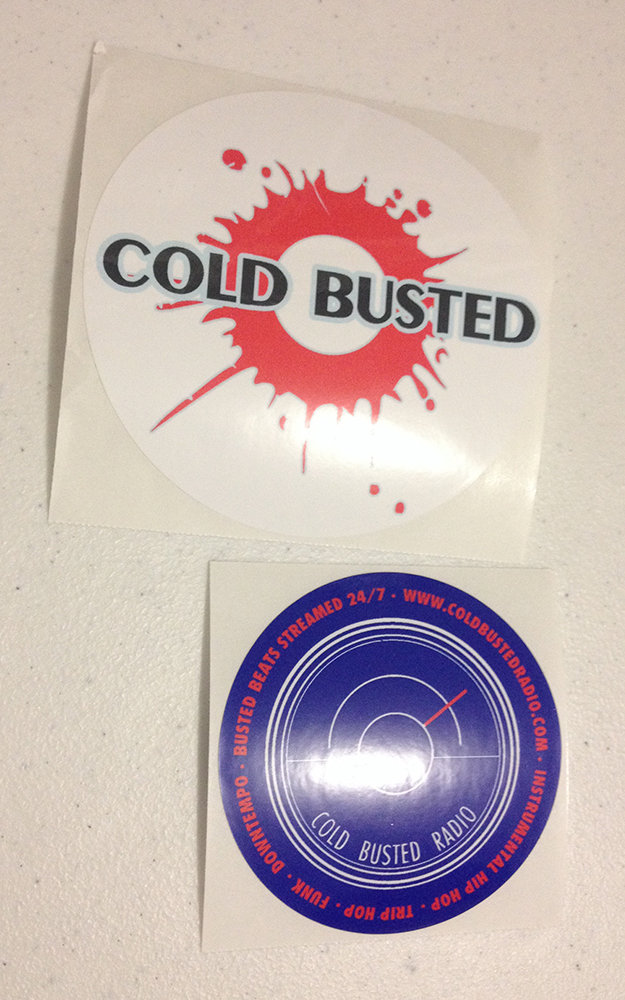 COLD BUSTED
BUSTED BEATS STREAMED 24/7 · WWW.COLDBUSTEDRADIO.COM · INSTRUMENTAL HIP HOP · TRIP HOP · FUNK · DOWNTEMPO ·
COLD BUSTED RADIO